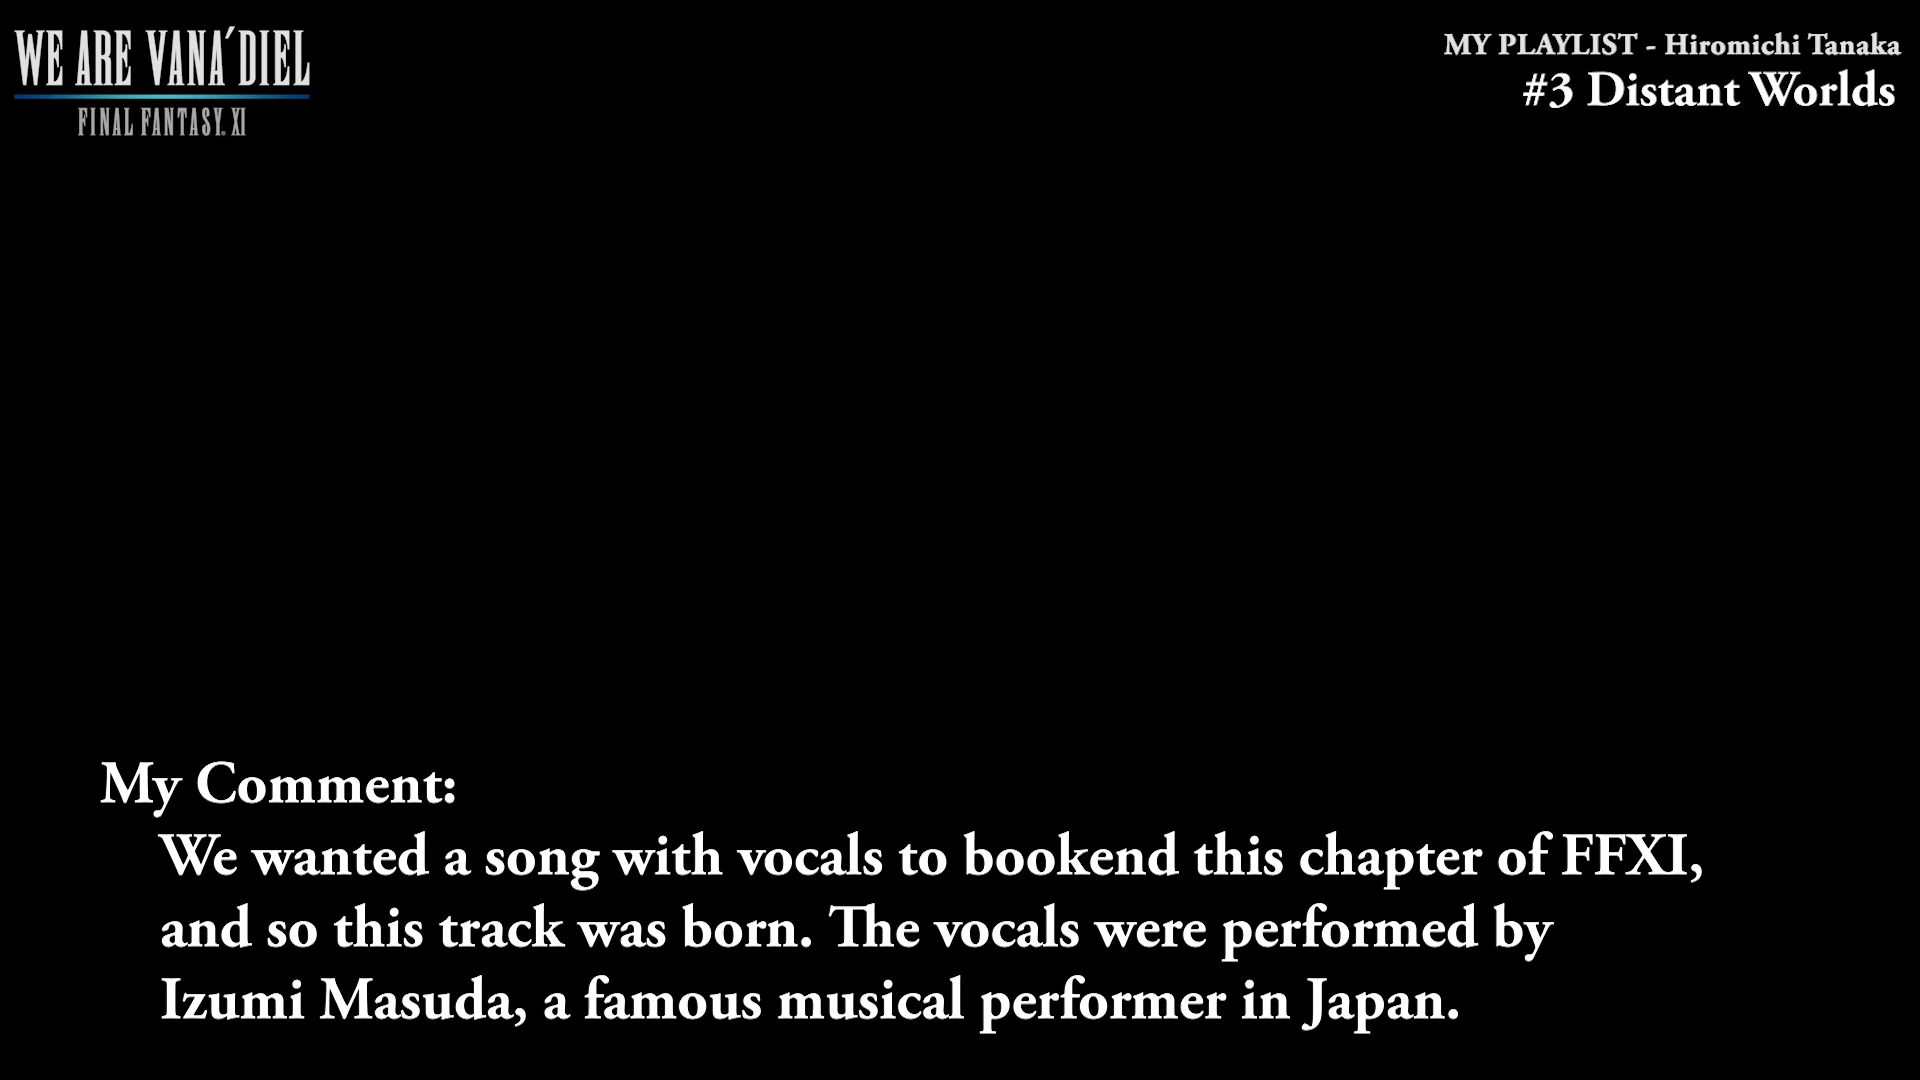 WE ARE VANA´DIEL
FINAL FANTASY. XI
MY PLAYLIST - Hiromichi Tanaka
#3 Distant Worlds
My Comment:
We wanted a song with vocals to bookend this chapter of FFXI,
and so this track was born. The vocals were performed by
Izumi Masuda, a famous musical performer in Japan.